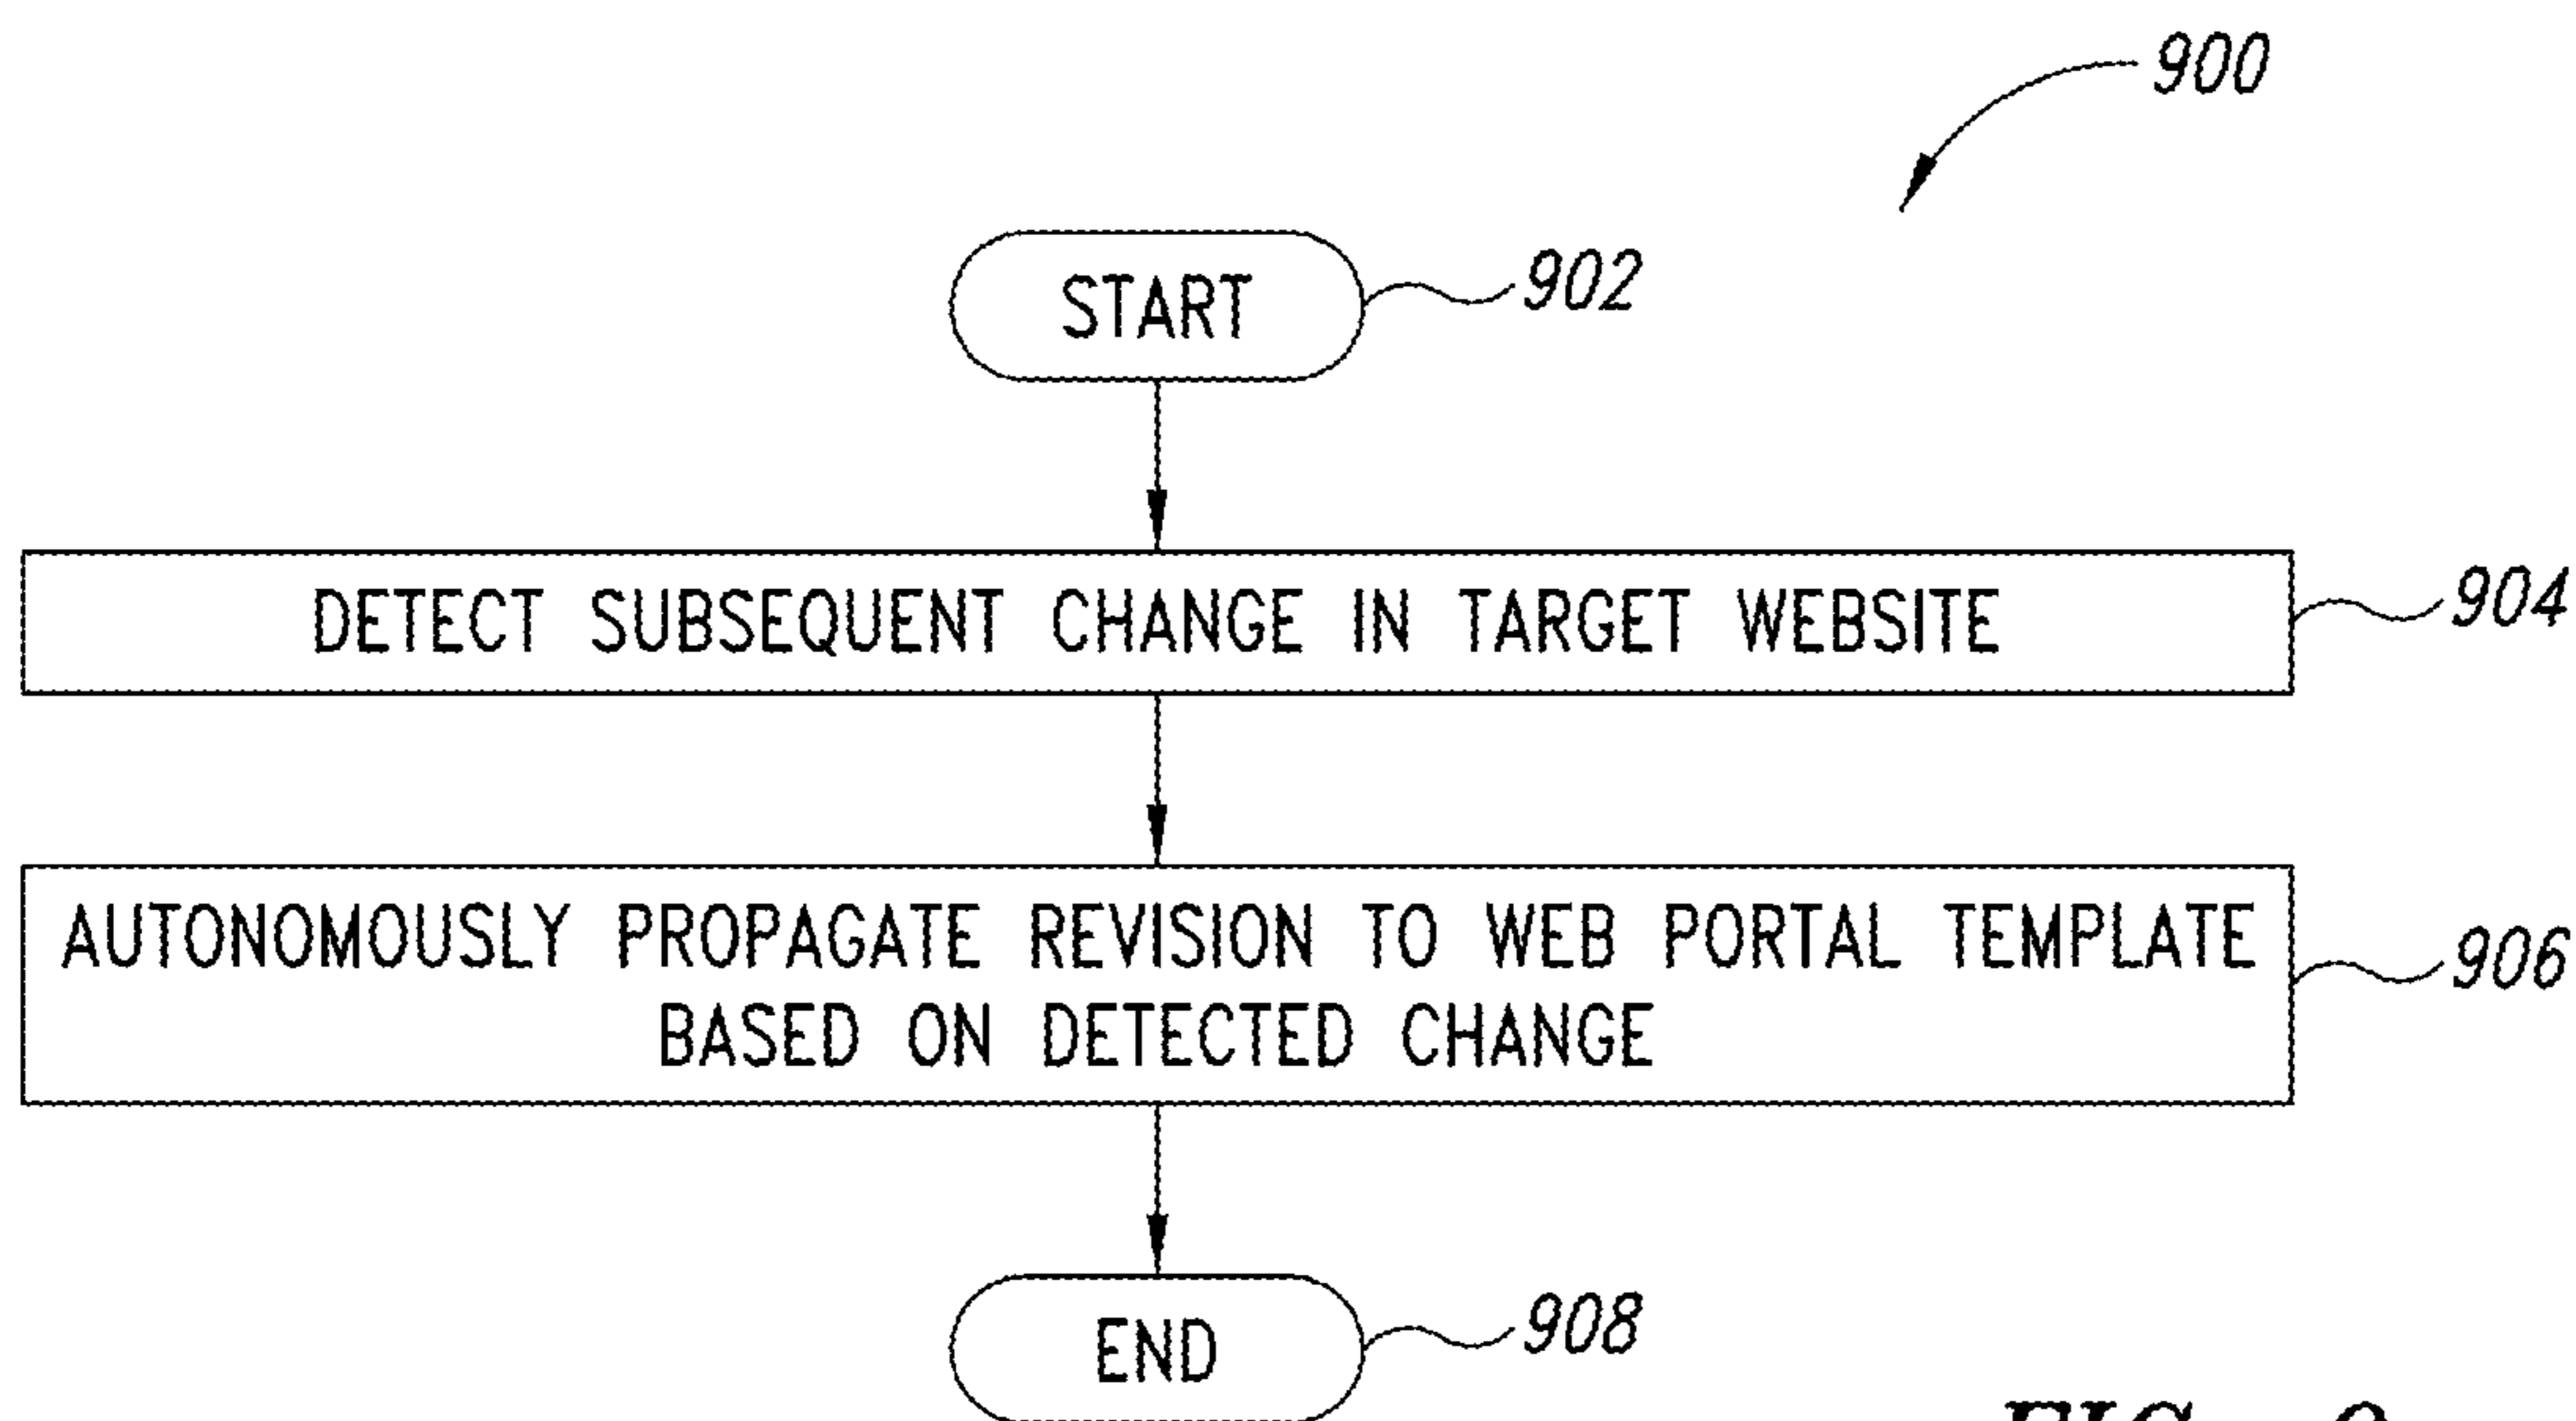 900
START
902
DETECT SUBSEQUENT CHANGE IN TARGET WEBSITE
904
AUTONOMOUSLY PROPAGATE REVISION TO WEB PORTAL TEMPLATE
BASED ON DETECTED CHANGE
906
END
908